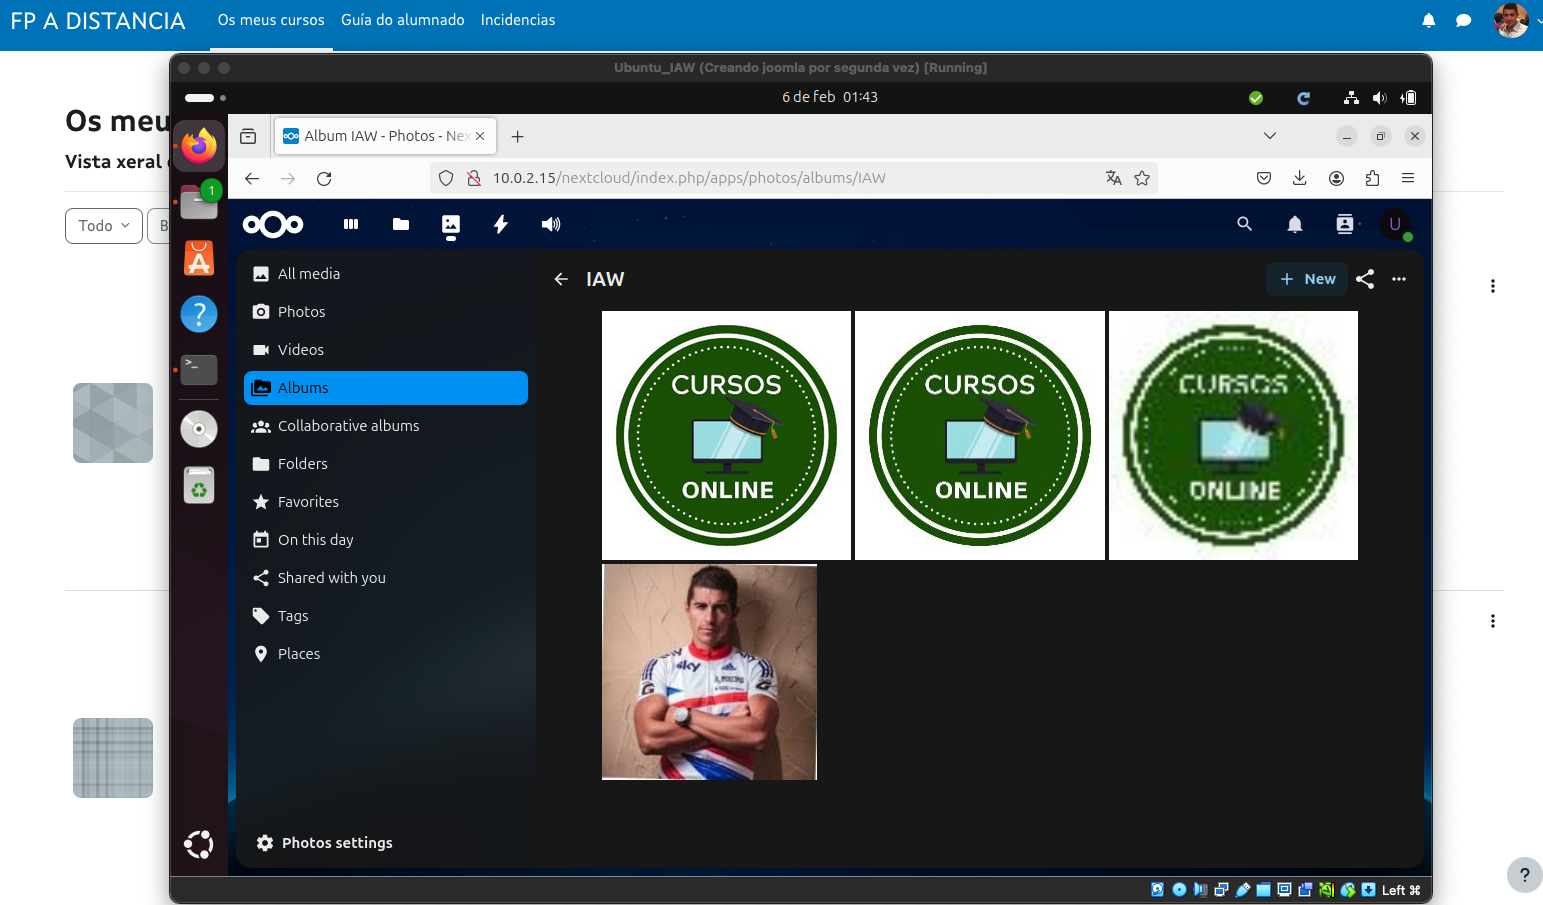 FP A DISTANCIA
Os meus cursos
Guía do alumnado
Incidencias
Ubuntu_IAW (Creando joomla por segunda vez) [Running]
6 de feb 01:43
Os meu
Vista xeral
Todo
B
1
Album IAW - Photos - Nex
10.0.2.15/nextcloud/index.php/apps/photos/albums/IAW
U
All media
Photos
Videos
Albums
Collaborative albums
Folders
Favorites
On this day
Shared with you
Tags
Places
Photos settings
IAW
+ New
CURSOS
ONLINE
CURSOS
ONLINE
CURSOS
ONLINE
sky
Left ⌘
?